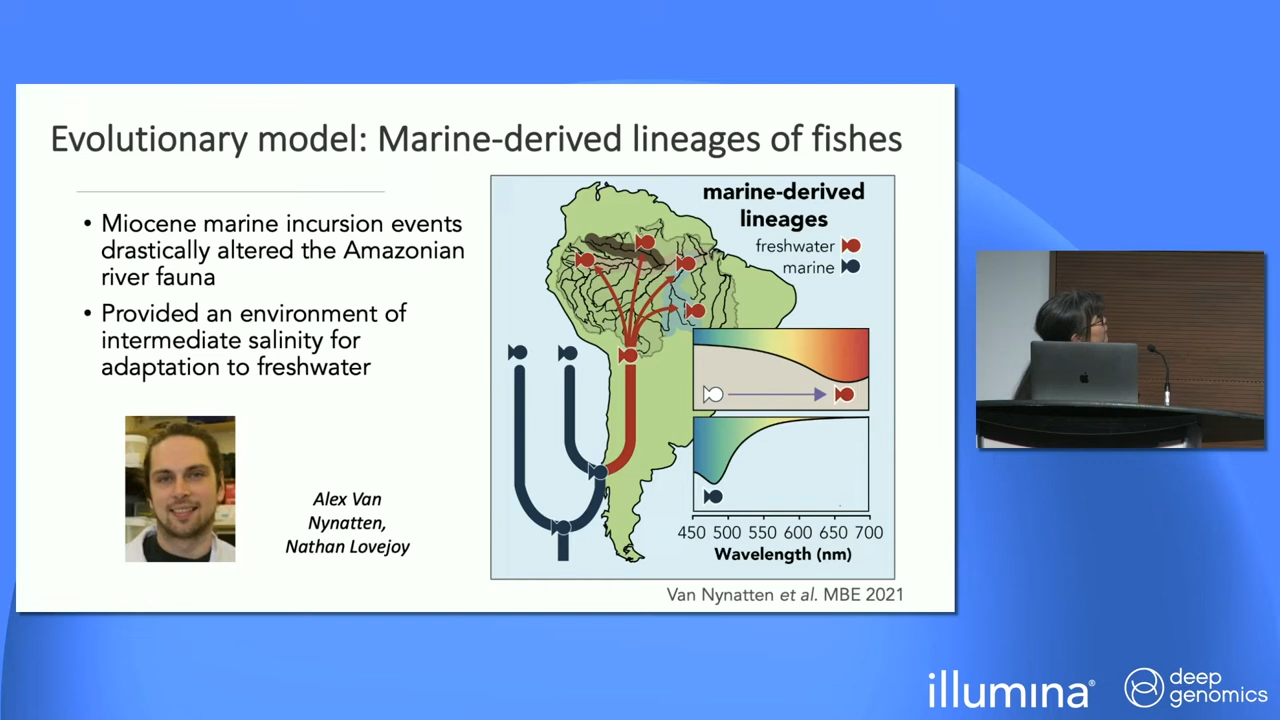 Evolutionary model: Marine-derived lineages of fishes
• Miocene marine incursion events
drastically altered the Amazonian
river fauna
• Provided an environment of
intermediate salinity for
adaptation to freshwater
Alex Van
Nynatten,
Nathan Lovejoy
marine-derived
lineages
freshwater
marine
450 500 550 600 650 700
Wavelength (nm)
Van Nynatten et al. MBE 2021
illumina®
deep
genomics